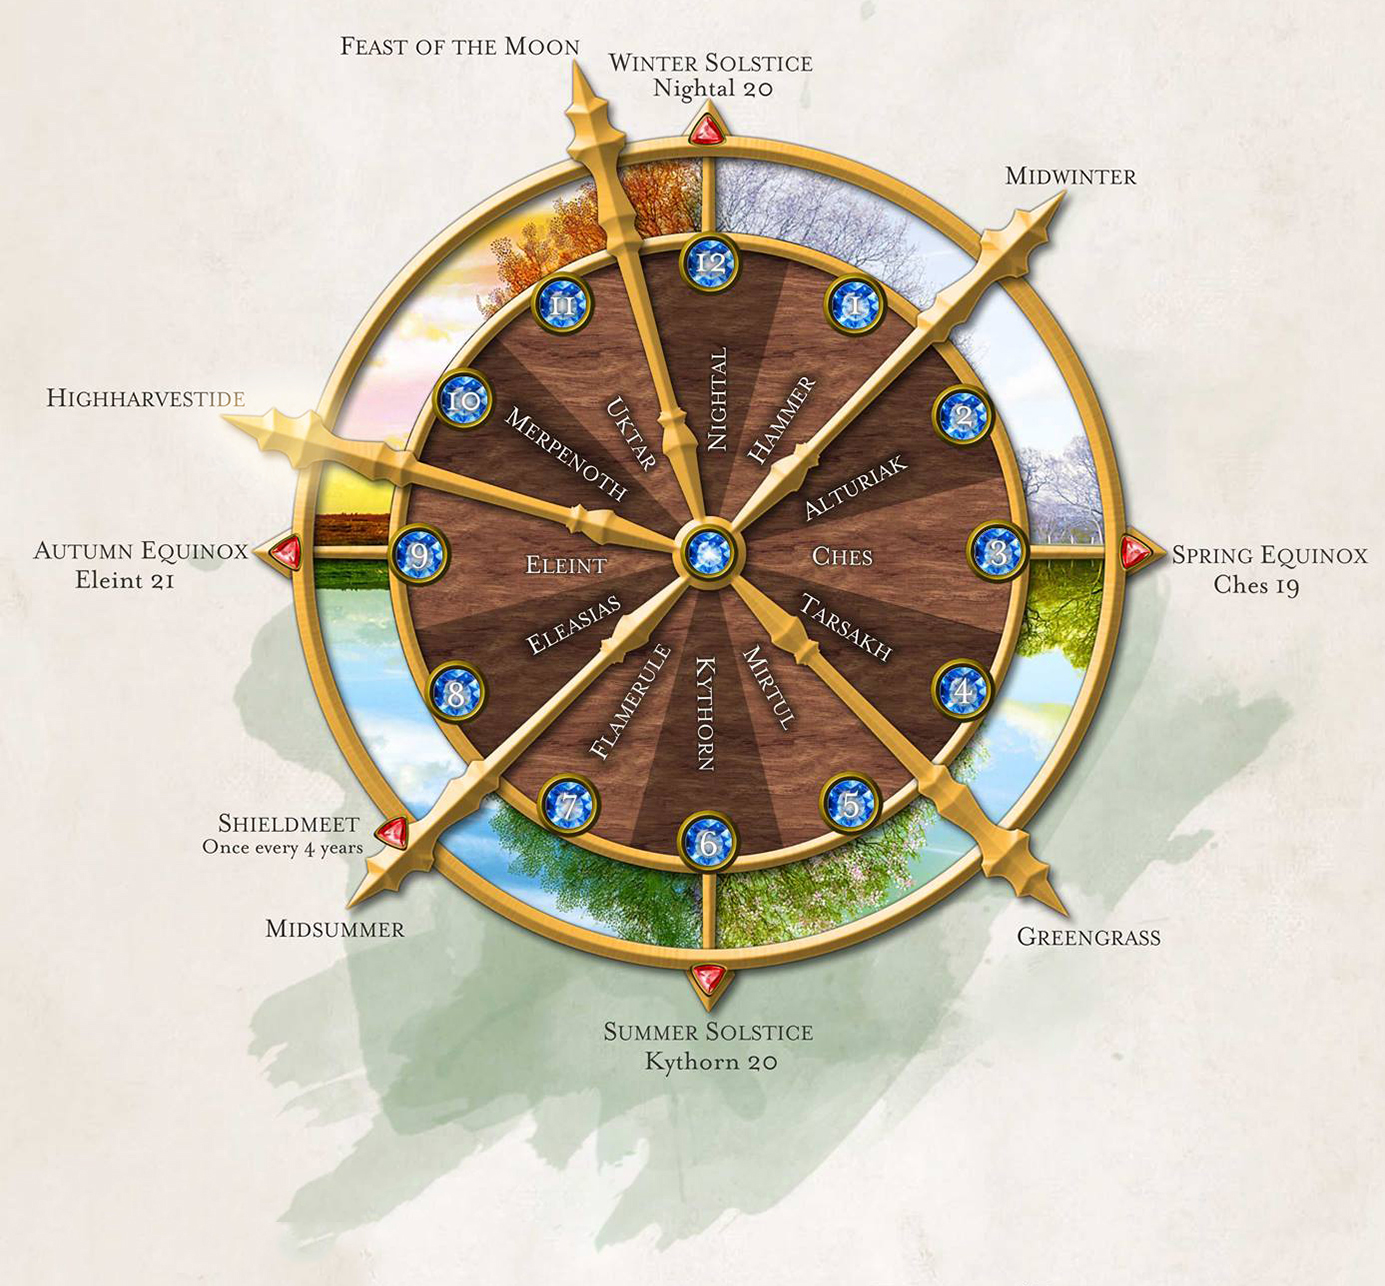 FEAST OF THE MOON
WINTER SOLSTICE
Nightal 20
MIDWINTER
HIGHHARVESTIDE
AUTUMN EQUINOX
Eleint 21
SPRING EQUINOX
Ches 19
SHIELDMEET
Once every 4 years
MIDSUMMER
GREENGRASS
SUMMER SOLSTICE
Kythorn 20
12
1
2
3
4
5
6
7
8
9
10
11
NIGHTAL
HAMMER
ALTURIAK
CHES
TARSAKH
MIRTUL
KYTHORN
FLAMERULE
ELEASIAS
ELEINT
MERPENOTH
UKTAR